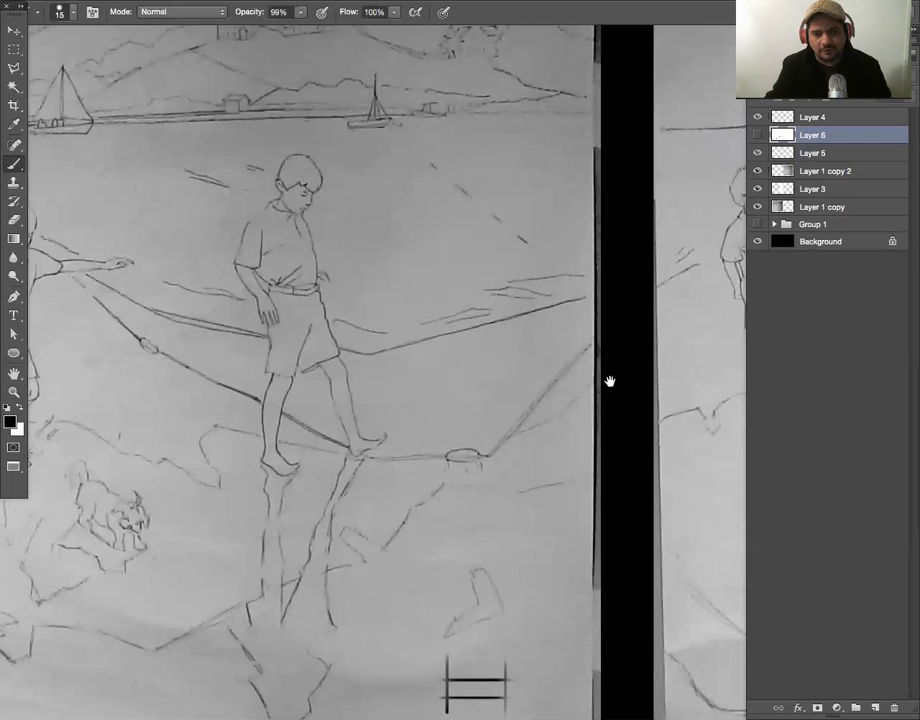 15 Mode: Normal Opacity: 99% Flow: 100%
Layer 4
Layer 6
Layer 5
Layer 1 copy 2
Layer 3
Layer 1 copy
Group 1
Background
T
fx